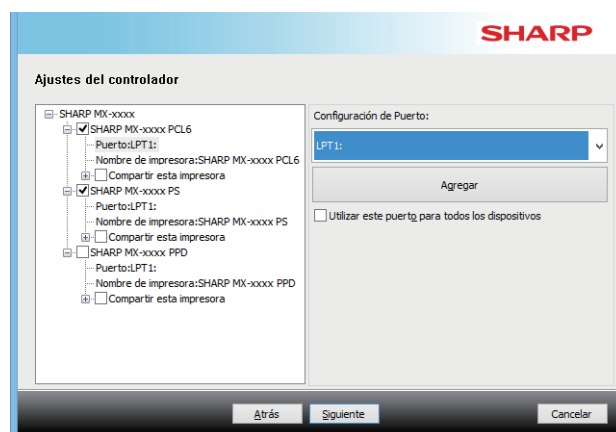 SHARP
Ajustes del controlador
SHARP MX-xxxx
SHARP MX-xxxx PCL6
Puerto:LPT1:
Nombre de impresora:SHARP MX-xxxx PCL6
Compartir esta impresora
SHARP MX-xxxx PS
Puerto:LPT1:
Nombre de impresora:SHARP MX-xxxx PS
Compartir esta impresora
SHARP MX-xxxx PPD
Puerto:LPT1:
Nombre de impresora:SHARP MX-xxxx PPD
Compartir esta impresora
Configuración de Puerto:
LPT1:
Agregar
Utilizar este puerto para todos los dispositivos
Atrás
Siguiente
Cancelar